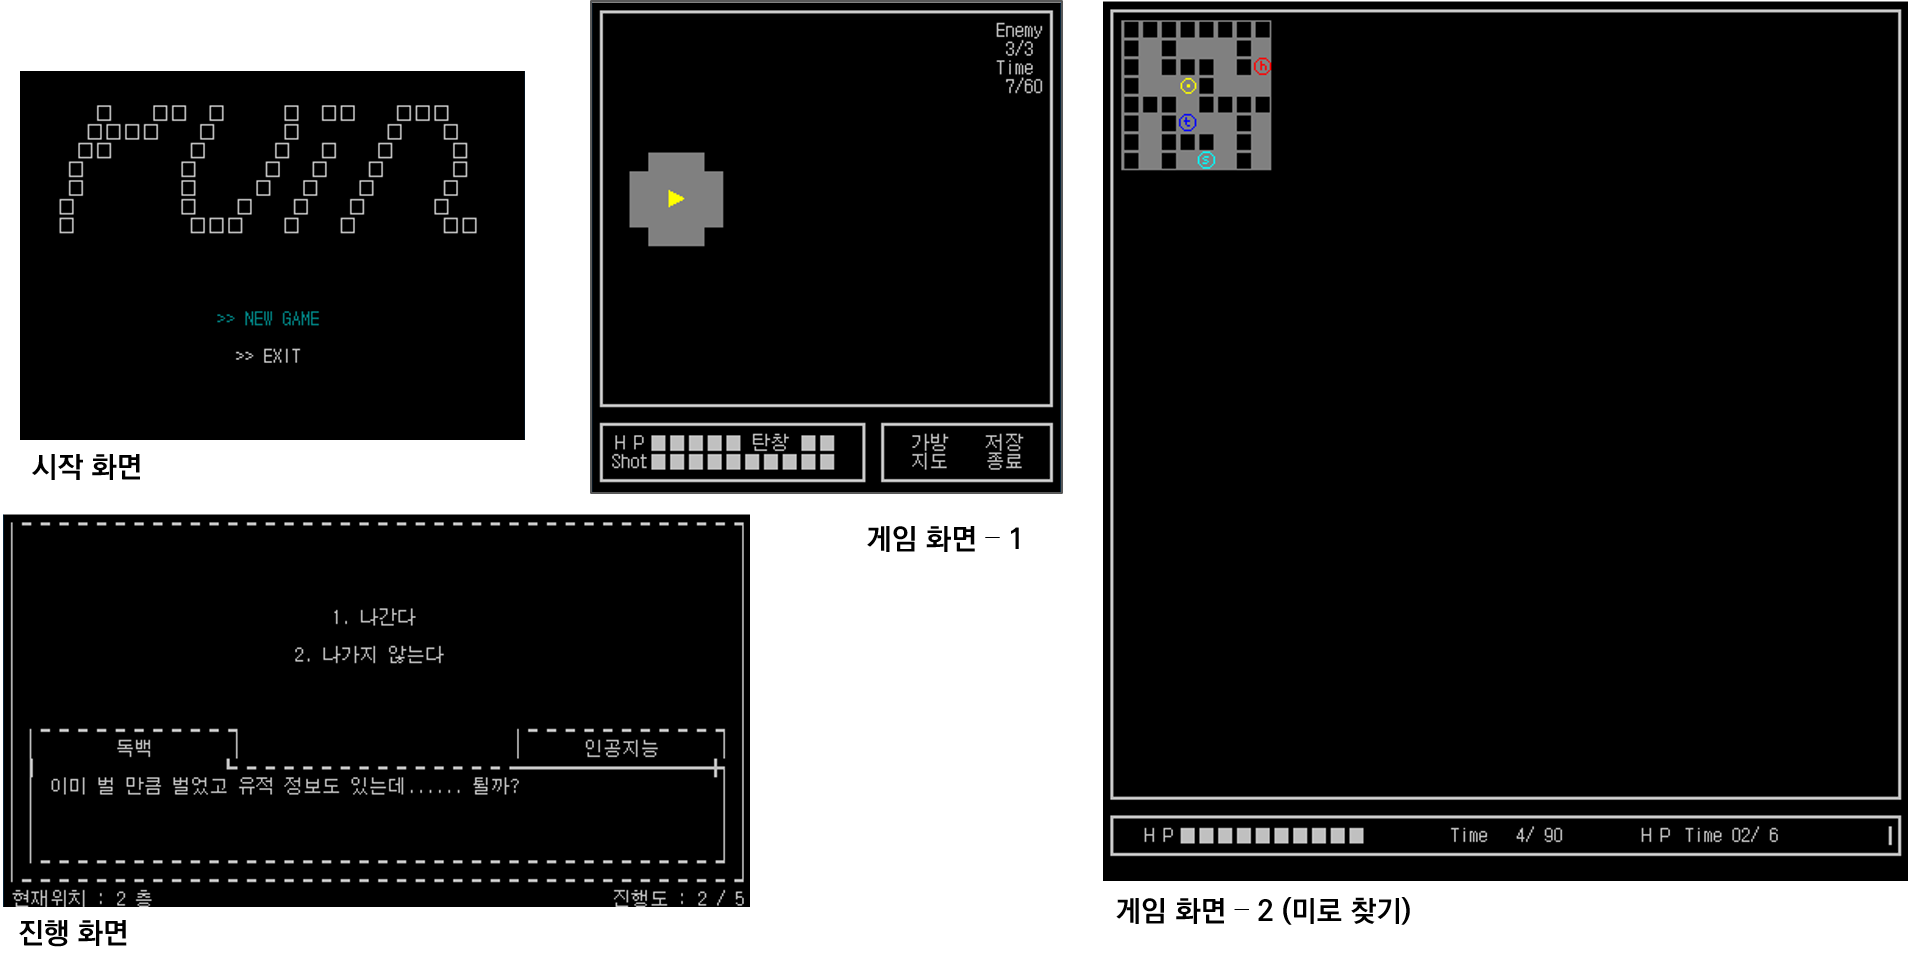 ruin
>> NEW GAME
>> EXIT
시작 화면
Enemy
3/3
Time
7/60
H P 탄창
Shot
가방 저장
지도 종료
게임 화면 – 1
1. 나간다
2. 나가지 않는다
독백
인공지능
이미 벌 만큼 벌었고 유적 정보도 있는데...... 튈까?
현재위치 : 2 층
진행도 : 2 / 5
진행 화면
h
t
s
H P
Time 4/ 90
H P Time 02/ 6
게임 화면 – 2 (미로 찾기)